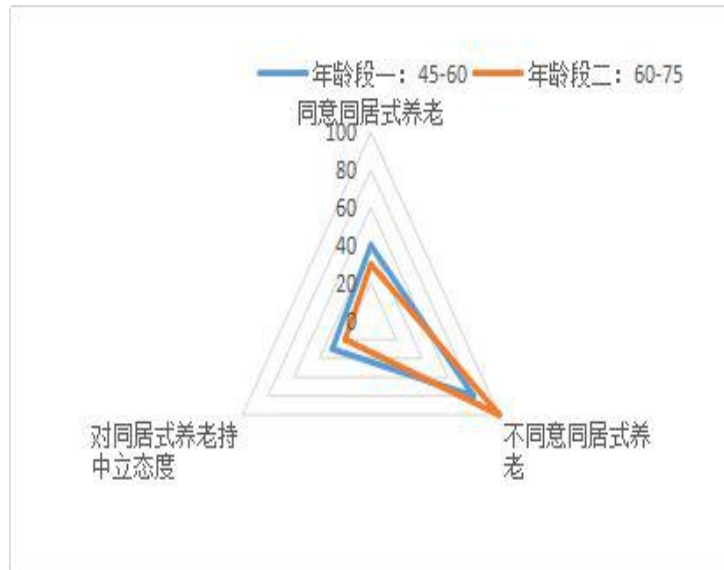 年龄段一：45-60 年龄段二：60-75
同意同居式养老
100
80
60
40
20
0
对同居式养老持
中立态度
不同意同居式养
老